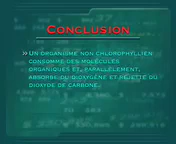 Conclusion
» Un organisme non chlorophyllien
consomme des molécules
organiques et, parallèlement,
absorbe du dioxygène et rejette du
dioxyde de carbone.